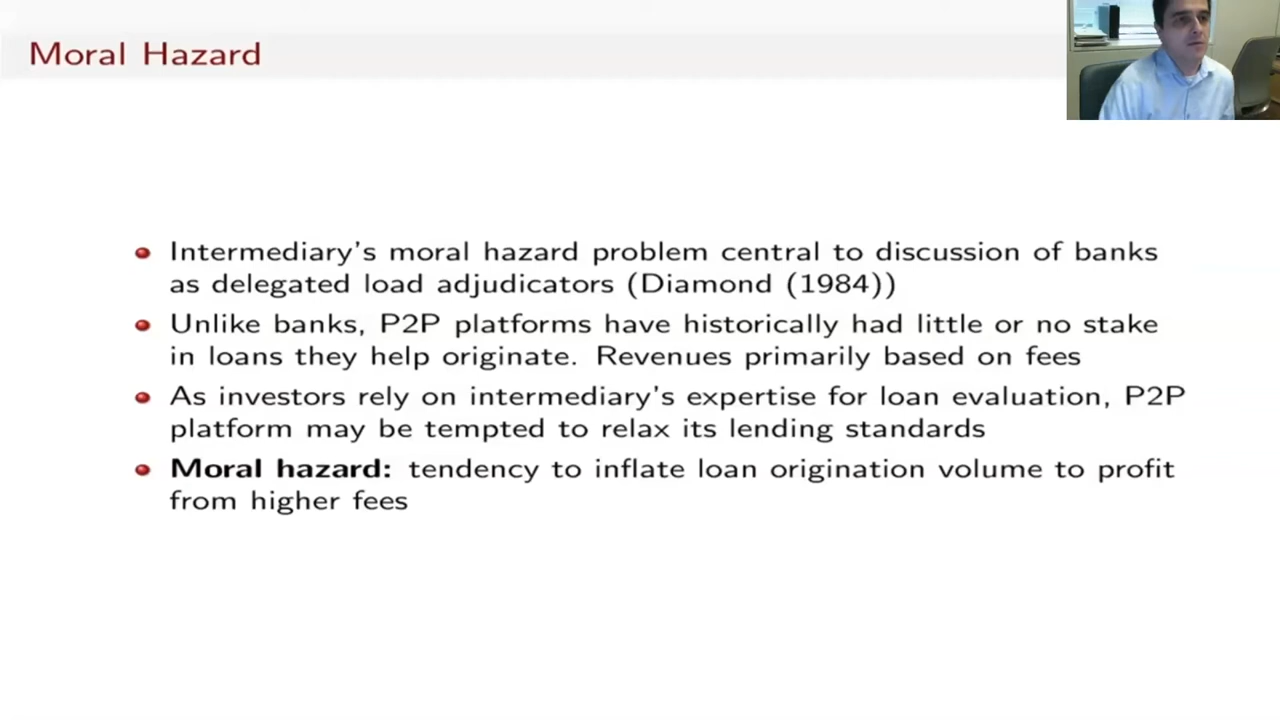 Moral Hazard
Intermediary's moral hazard problem central to discussion of banks
as delegated load adjudicators (Diamond (1984))
Unlike banks, P2P platforms have historically had little or no stake
in loans they help originate. Revenues primarily based on fees
As investors rely on intermediary's expertise for loan evaluation, P2P
platform may be tempted to relax its lending standards
Moral hazard: tendency to inflate loan origination volume to profit
from higher fees